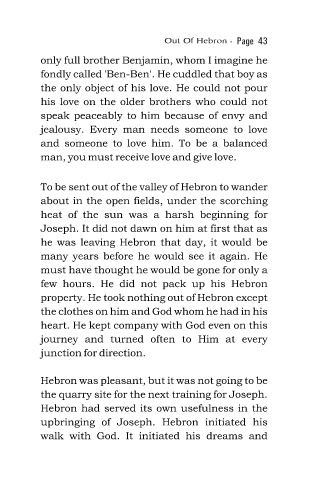 Out Of Hebron - Page 43
only full brother Benjamin, whom I imagine he
fondly called 'Ben-Ben'. He cuddled that boy as
the only object of his love. He could not pour
his love on the older brothers who could not
speak peaceably to him because of envy and
jealousy. Every man needs someone to love
and someone to love him. To be a balanced
man, you must receive love and give love.
To be sent out of the valley of Hebron to wander
about in the open fields, under the scorching
heat of the sun was a harsh beginning for
Joseph. It did not dawn on him at first that as
he was leaving Hebron that day, it would be
many years before he would see it again. He
must have thought he would be gone for only a
few hours. He did not pack up his Hebron
property. He took nothing out of Hebron except
the clothes on him and God whom he had in his
heart. He kept company with God even on this
journey and turned often to Him at every
junction for direction.
Hebron was pleasant, but it was not going to be
the quarry site for the next training for Joseph.
Hebron had served its own usefulness in the
upbringing of Joseph. Hebron initiated his
walk with God. It initiated his dreams and